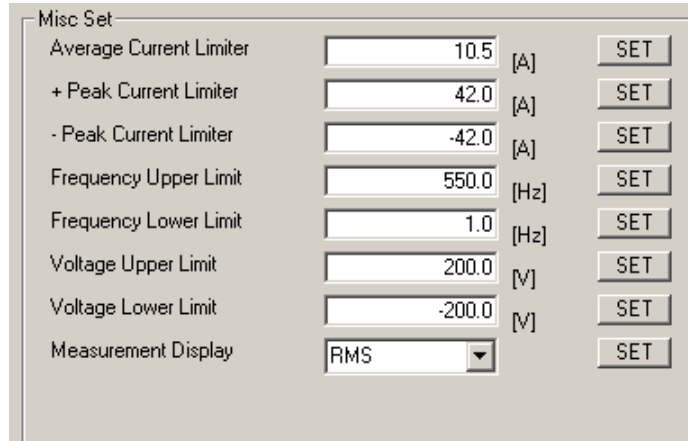 Misc Set
Average Current Limiter 10.5 [A] SET
+ Peak Current Limiter 42.0 [A] SET
- Peak Current Limiter -42.0 [A] SET
Frequency Upper Limit 550.0 [Hz] SET
Frequency Lower Limit 1.0 [Hz] SET
Voltage Upper Limit 200.0 [V] SET
Voltage Lower Limit -200.0 [V] SET
Measurement Display RMS SET